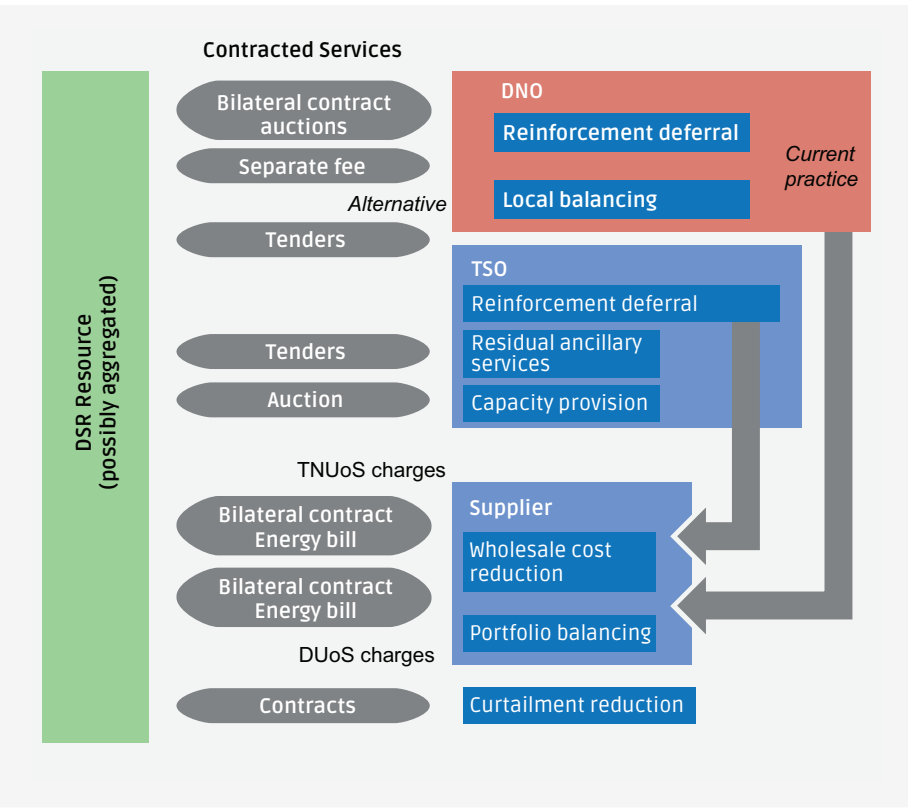 Contracted Services
DSR Resource
(possibly aggregated)
Bilateral contract
auctions
Separate fee
Alternative
Tenders
Tenders
Auction
TNUoS charges
Bilateral contract
Energy bill
Bilateral contract
Energy bill
DUoS charges
Contracts
DNO
Reinforcement deferral
Local balancing
Current
practice
TSO
Reinforcement deferral
Residual ancillary
services
Capacity provision
Supplier
Wholesale cost
reduction
Portfolio balancing
Curtailment reduction